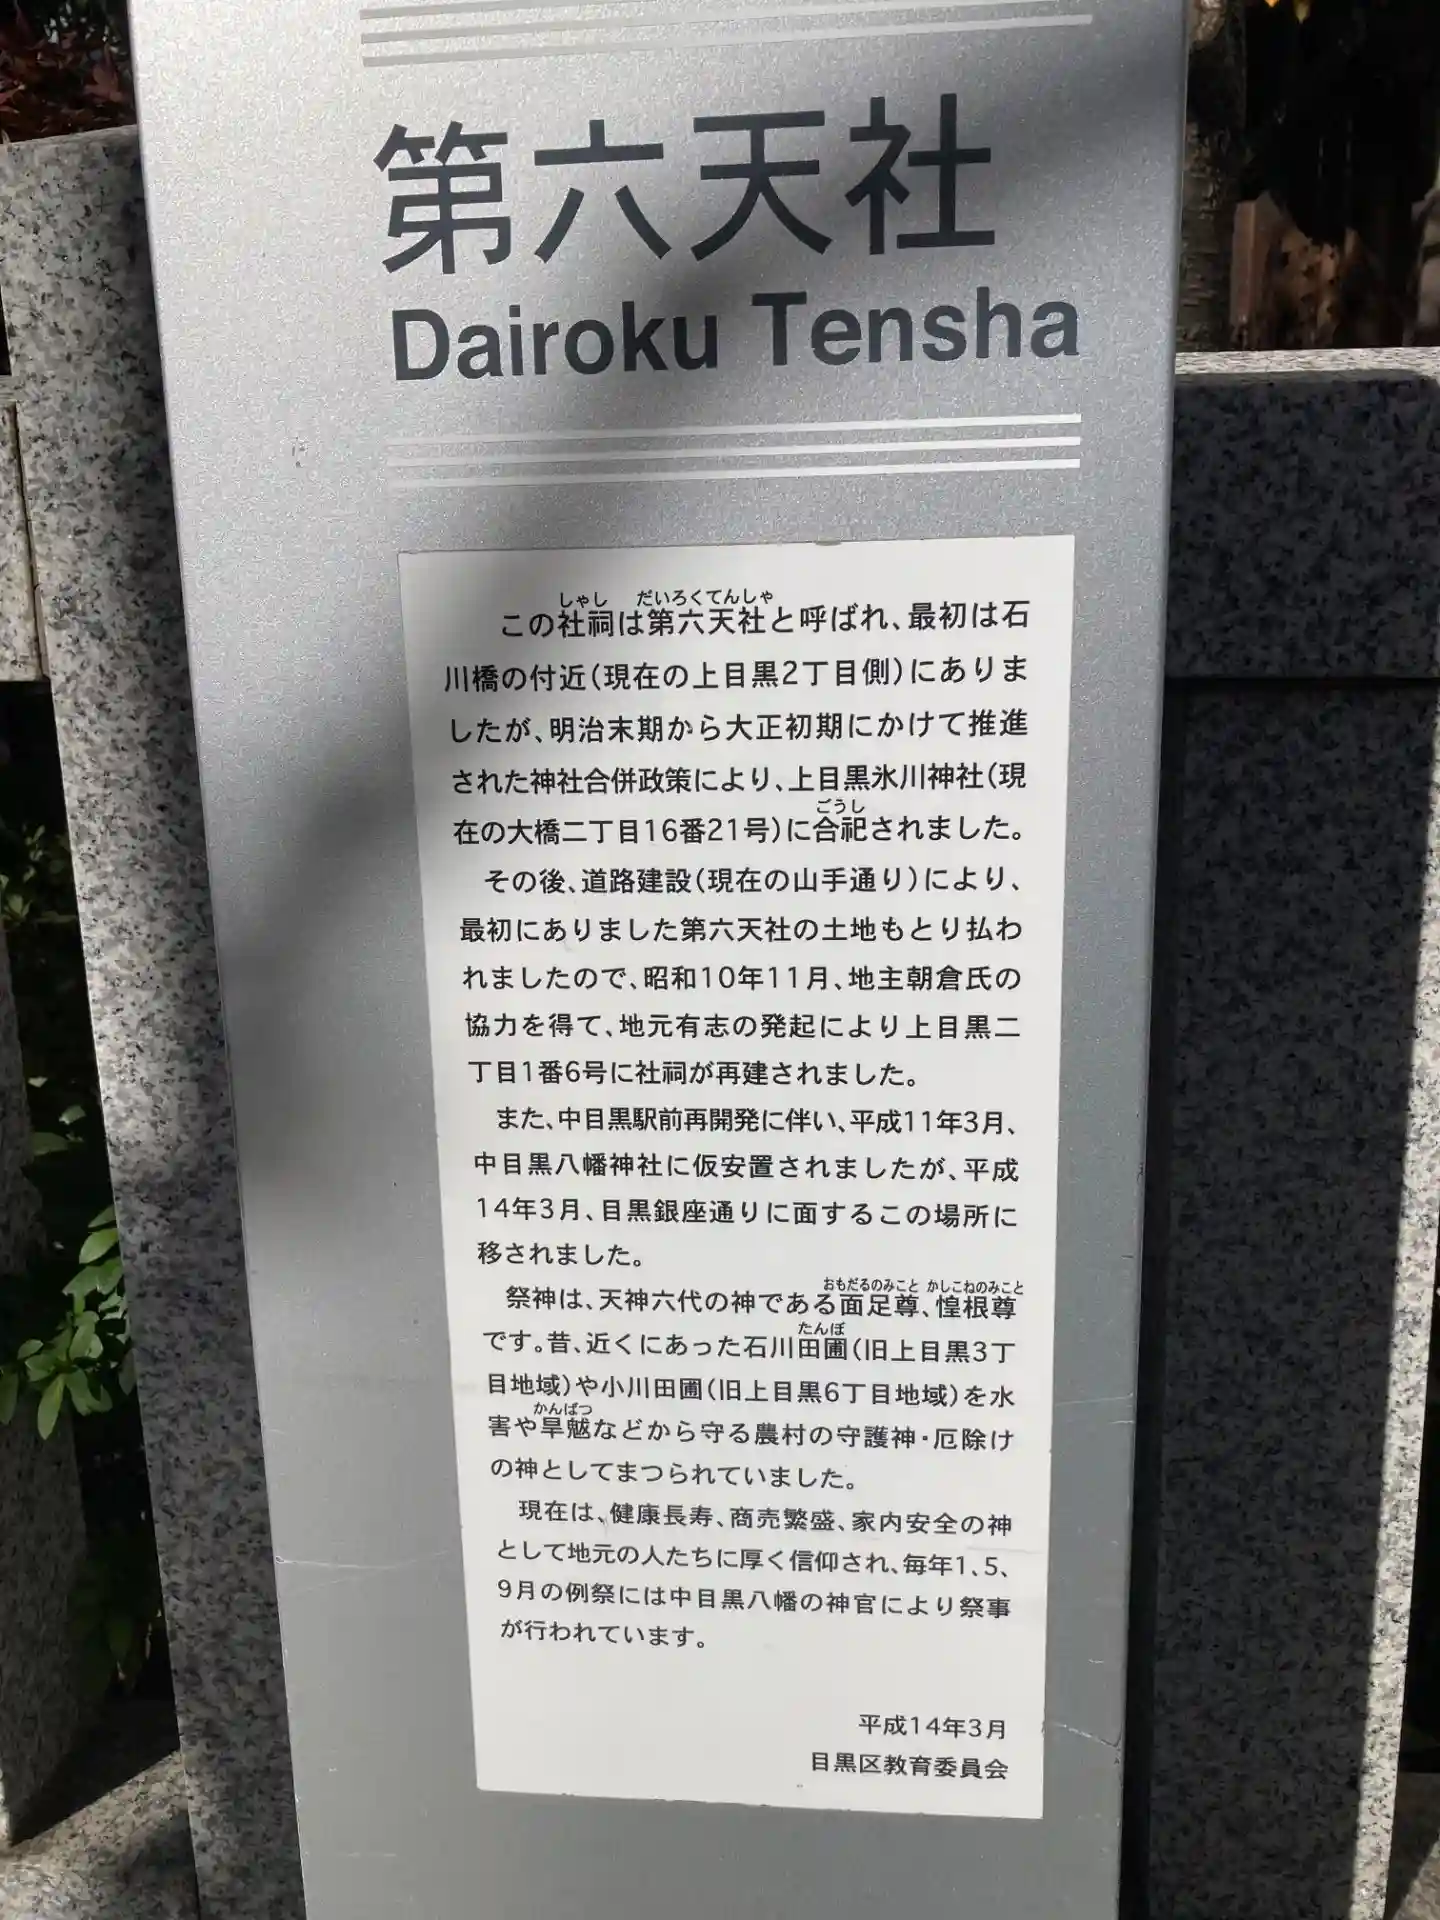 第六天社
Dairoku Tensha
この社祠は第六天社と呼ばれ、最初は石
しゃし だいろくてんしゃ
川橋の付近(現在の上目黒2丁目側)にありま
したが、明治末期から大正初期にかけて推進
された神社合併政策により、上目黒氷川神社(現
在の大橋二丁目16番21号)に合祀されました。
ごうし
その後、道路建設(現在の山手通り)により、
最初にありました第六天社の土地もとり払わ
れましたので、昭和10年11月、地主朝倉氏の
協力を得て、地元有志の発起により上目黒二
丁目1番6号に社祠が再建されました。
また、中目黒駅前再開発に伴い、平成11年3月、
中目黒八幡神社に仮安置されましたが、平成
14年3月、目黒銀座通りに面するこの場所に
移されました。
祭神は、天神六代の神である面足尊、惶根尊
おもだるのみこと かしこねのみこと
です。昔、近くにあった石川田圃(旧上目黒3丁
たんぼ
目地域)や小川田圃(旧上目黒6丁目地域)を水
害や旱魃などから守る農村の守護神・厄除け
かんばつ
の神としてまつられていました。
現在は、健康長寿、商売繁盛、家内安全の神
として地元の人たちに厚く信仰され、毎年1、5、
9月の例祭には中目黒八幡の神官により祭事
が行われています。
平成14年3月
目黒区教育委員会